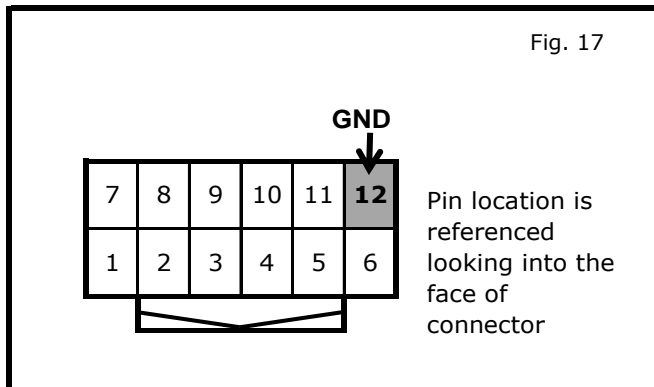 Fig. 17
GND
7 8 9 10 11 12
1 2 3 4 5 6
Pin location is
referenced
looking into the
face of
connector